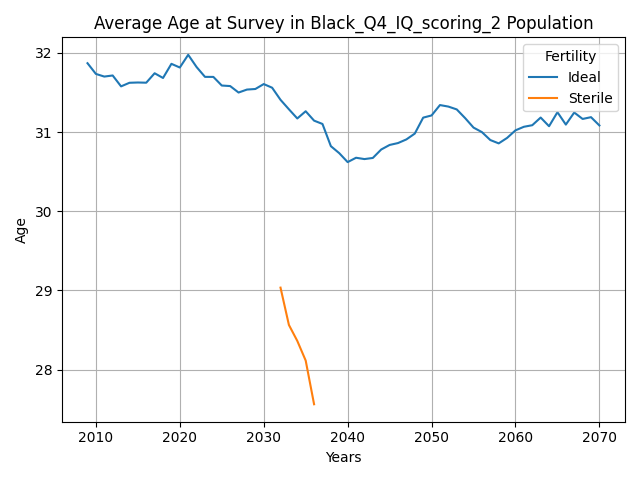 Average Age at Survey in Black_Q4_IQ_scoring_2 Population
Fertility
Ideal
Sterile
32
31
30
29
28
Age
2010
2020
2030
2040
2050
2060
2070
Years